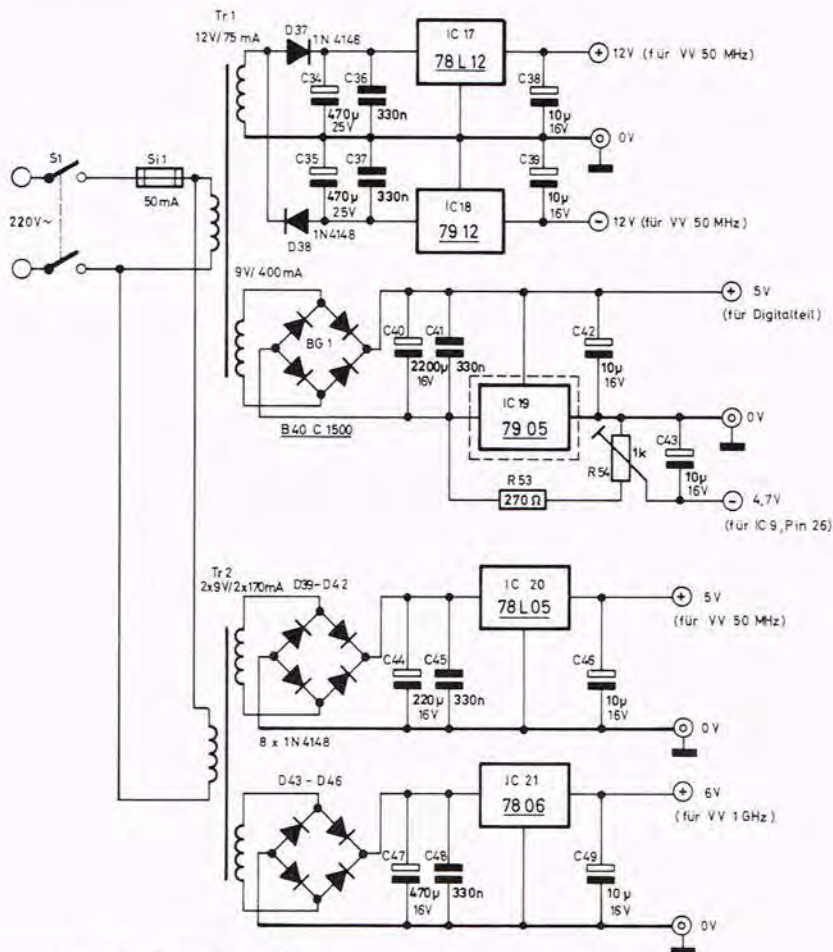 Tr 1
12V/75 mA
D37
1N 4148
IC 17
78 L 12
12V (für VV 50 MHz)
C34
C36
C38
470µ
25V
330n
10µ
16V
0V
S1
Si 1
50mA
220V~
C35
C37
C39
470µ
25V
330n
10µ
16V
IC18
79 12
12V (für VV 50 MHz)
D38
1N4148
9V/ 400mA
BG 1
B40 C 1500
C40
C41
C42
2200µ
16V
330n
10µ
16V
5V
(für Digitalteil)
IC 19
79 05
0V
R 53
270Ω
R54
1k
C43
10µ
16V
4,7V
(für IC 9, Pin 26)
Tr 2
2x9V/2x170mA
D39-D42
IC 20
78 L 05
5V
(für VV 50 MHz)
C44
C45
C46
220µ
16V
330n
10µ
16V
0V
8 x 1N 4148
D43 - D46
IC 21
78 06
6V
(für VV 1 GHz)
C47
C48
C49
470µ
16V
330n
10µ
16V
0V